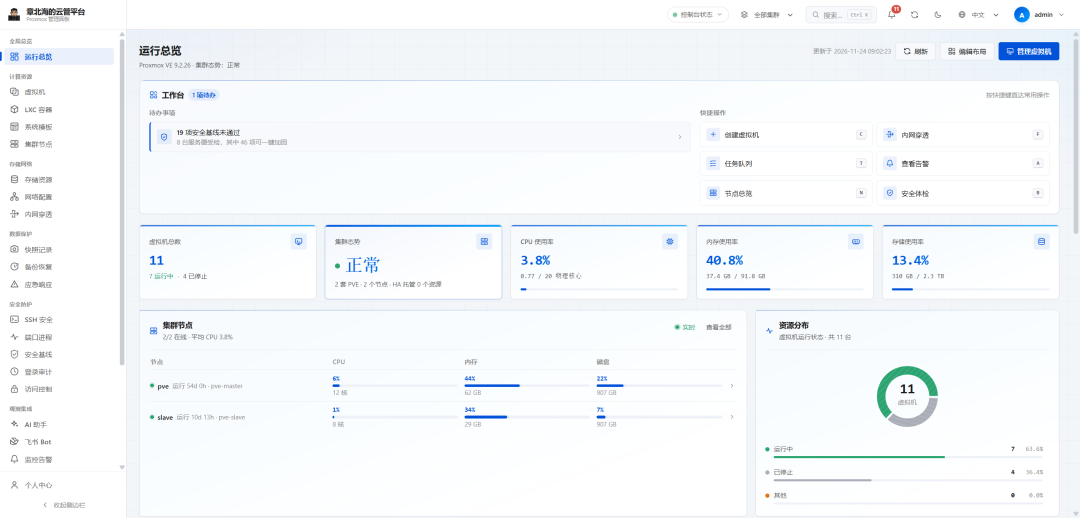 章北海的云管平台
Proxmox 管理面板
控制台状态
全部集群
搜索...
Ctrl K
11
中文
A
admin
全局总览
运行总览
计算资源
虚拟机
LXC 容器
系统模板
集群节点
存储网络
存储资源
网络配置
内网穿透
数据保护
快照记录
备份恢复
应急响应
安全防护
SSH 安全
端口进程
安全基线
登录审计
访问控制
观测集成
AI 助手
飞书 Bot
监控告警
个人中心
收起侧边栏
运行总览
Proxmox VE 9.2.26 · 集群态势：正常
更新于 2026-11-24 09:02:23
刷新
编辑布局
管理虚拟机
工作台
1 项待办
按快捷键直达常用操作
待办事项
19 项安全基线未通过
8 台服务器受检，其中 46 项可一键加固
快捷操作
创建虚拟机
C
内网穿透
F
任务队列
T
查看告警
A
节点总览
N
安全体检
B
虚拟机总数
11
7 运行中 · 4 已停止
集群态势
正常
2 套 PVE · 2 个节点 · HA 托管 0 个资源
CPU 使用率
3.8%
0.77 / 20 物理核心
内存使用率
40.8%
37.4 GB / 91.8 GB
存储使用率
13.4%
310 GB / 2.3 TB
集群节点
2/2 在线 · 平均 CPU 3.8%
实时
查看全部
节点
CPU
内存
磁盘
pve 运行 54d 0h · pve-master
6%
12 核
44%
62 GB
22%
907 GB
slave 运行 10d 13h · pve-slave
1%
8 核
34%
29 GB
7%
907 GB
资源分布
虚拟机运行状态 · 共 11 台
11
虚拟机
运行中
7
63.6%
已停止
4
36.4%
其他
0
0.0%